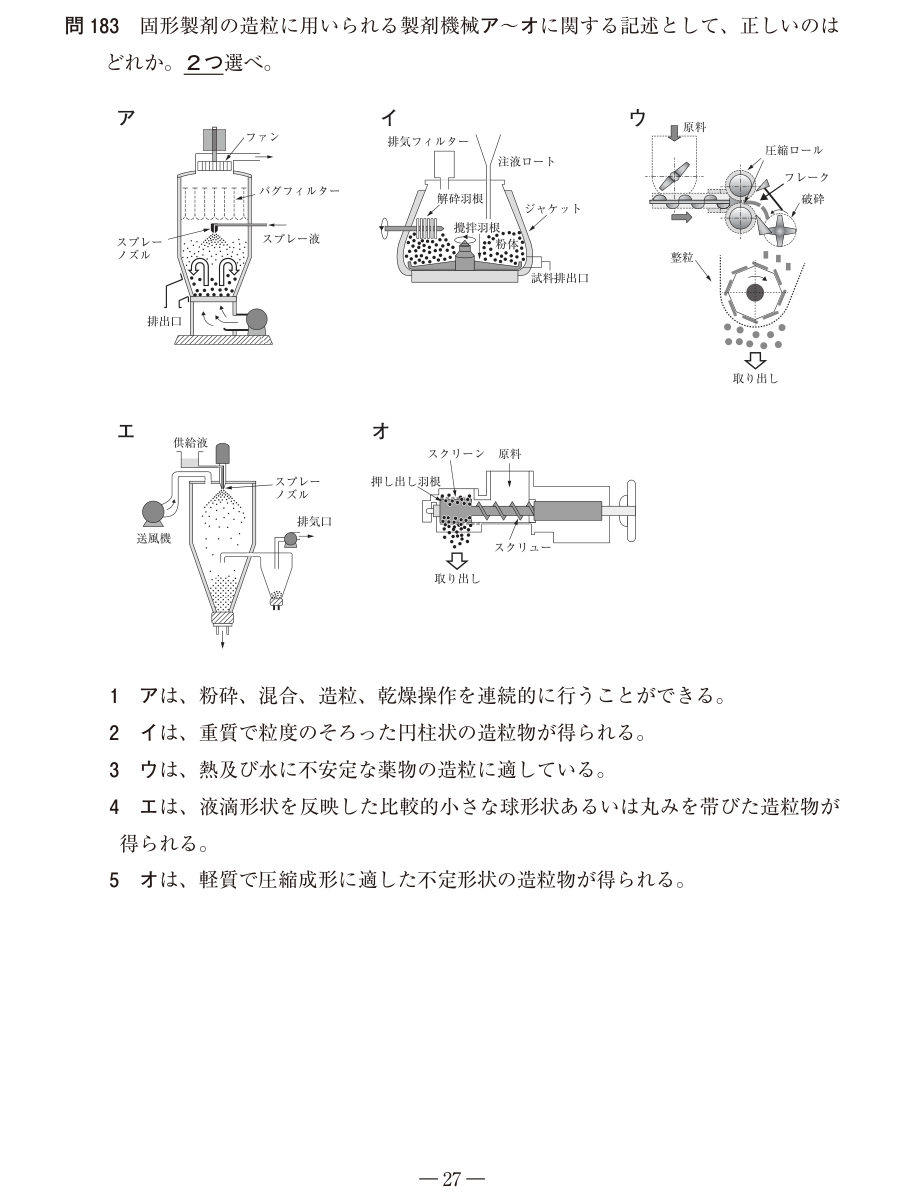 問 183 固形製剤の造粒に用いられる製剤機械ア〜オに関する記述として、正しいのは
どれか。2つ選べ。
ア
ファン
バグフィルター
スプレー
ノズル
スプレー液
排出口
イ
排気フィルター
注液ロート
解砕羽根
ジャケット
攪拌羽根
粉体
試料排出口
ウ
原料
圧縮ロール
フレーク
破砕
整粒
取り出し
エ
供給液
スプレー
ノズル
排気口
送風機
オ
スクリーン 原料
押し出し羽根
スクリュー
取り出し
1 アは、粉砕、混合、造粒、乾燥操作を連続的に行うことができる。
2 イは、重質で粒度のそろった円柱状の造粒物が得られる。
3 ウは、熱及び水に不安定な薬物の造粒に適している。
4 エは、液滴形状を反映した比較的小さな球形状あるいは丸みを帯びた造粒物が
得られる。
5 オは、軽質で圧縮成形に適した不定形状の造粒物が得られる。
— 27 —